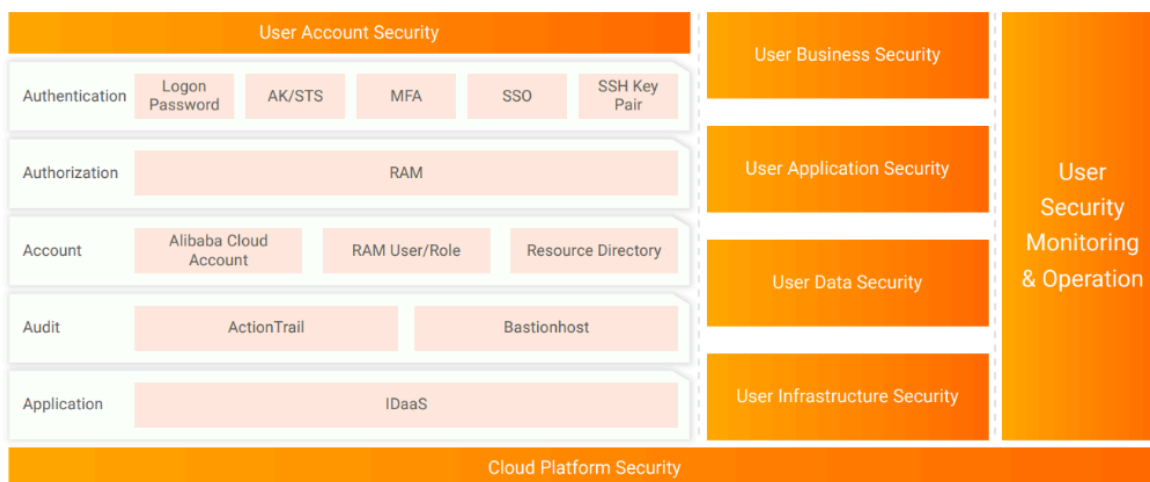 User Account Security
Authentication
Logon
Password
AK/STS
MFA
SSO
SSH Key
Pair
Authorization
RAM
Account
Alibaba Cloud
Account
RAM User/Role
Resource Directory
Audit
ActionTrail
Bastionhost
Application
IDaaS
User Business Security
User Application Security
User Data Security
User Infrastructure Security
User
Security
Monitoring
& Operation
Cloud Platform Security